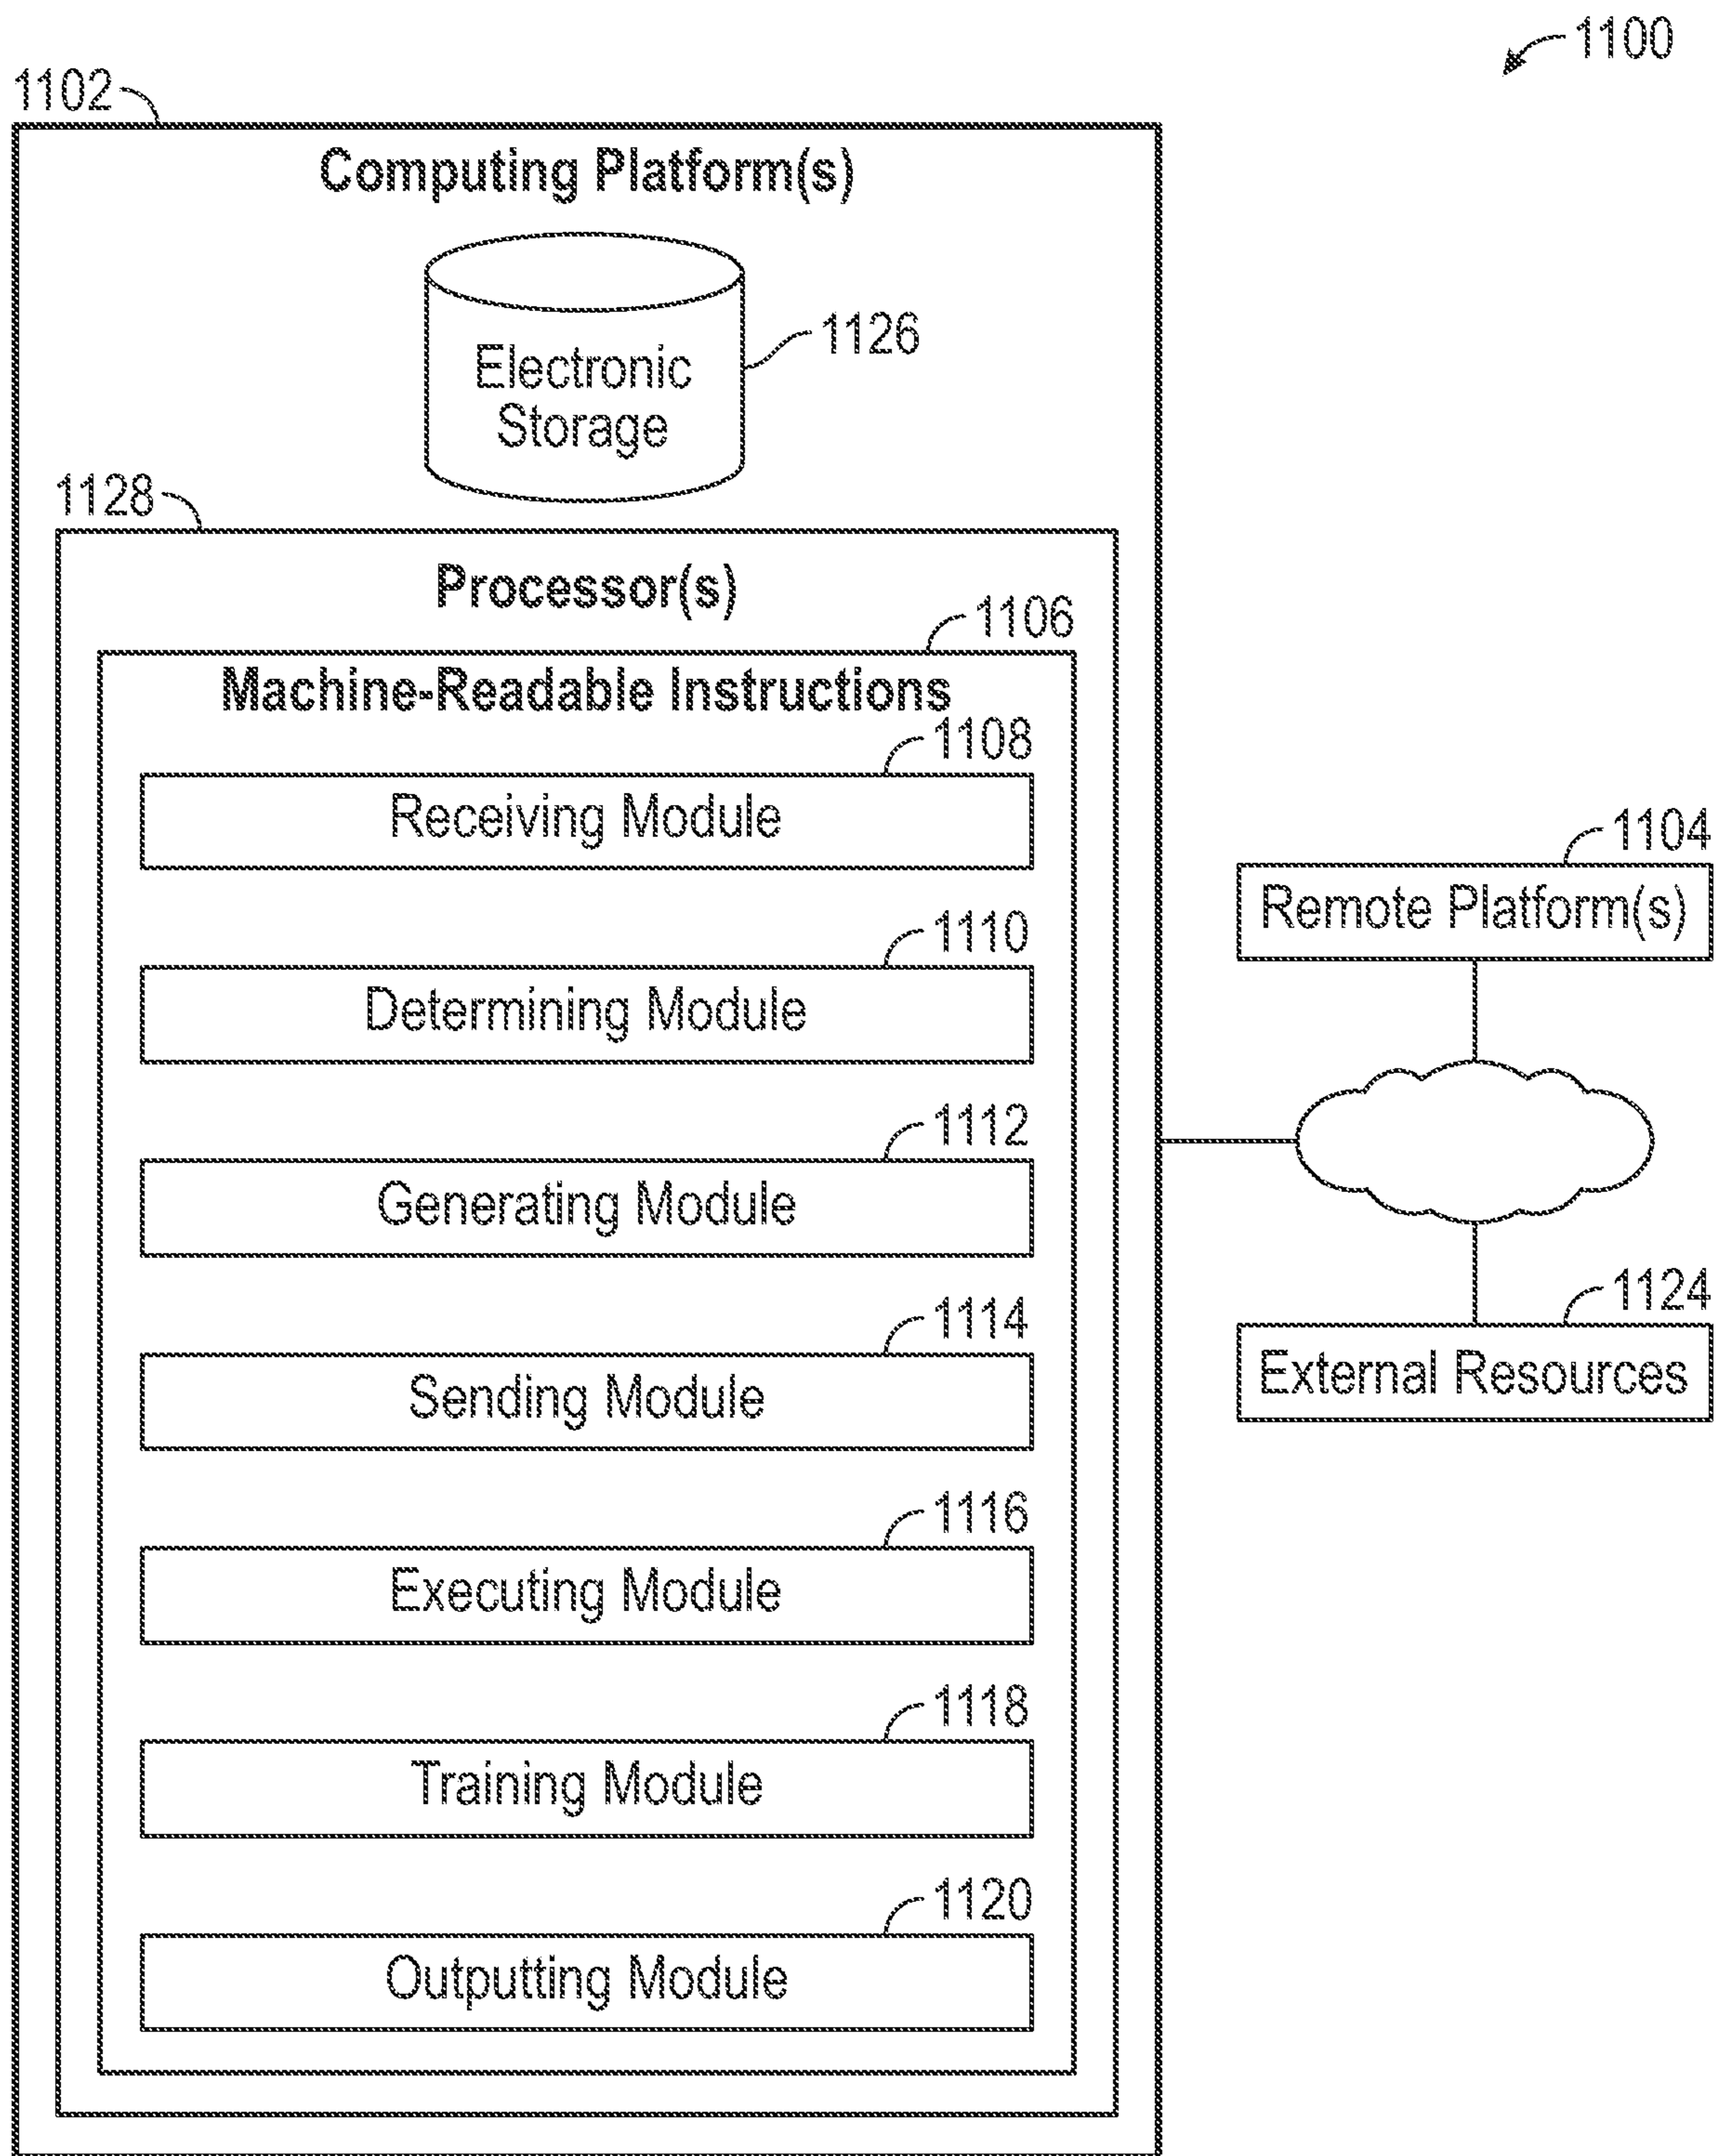 1100
1102
Computing Platform(s)
Electronic
Storage
1126
1128
Processor(s)
1106
Machine-Readable Instructions
1108
Receiving Module
1110
Determining Module
1112
Generating Module
1114
Sending Module
1116
Executing Module
1118
Training Module
1120
Outputting Module
1104
Remote Platform(s)
1124
External Resources